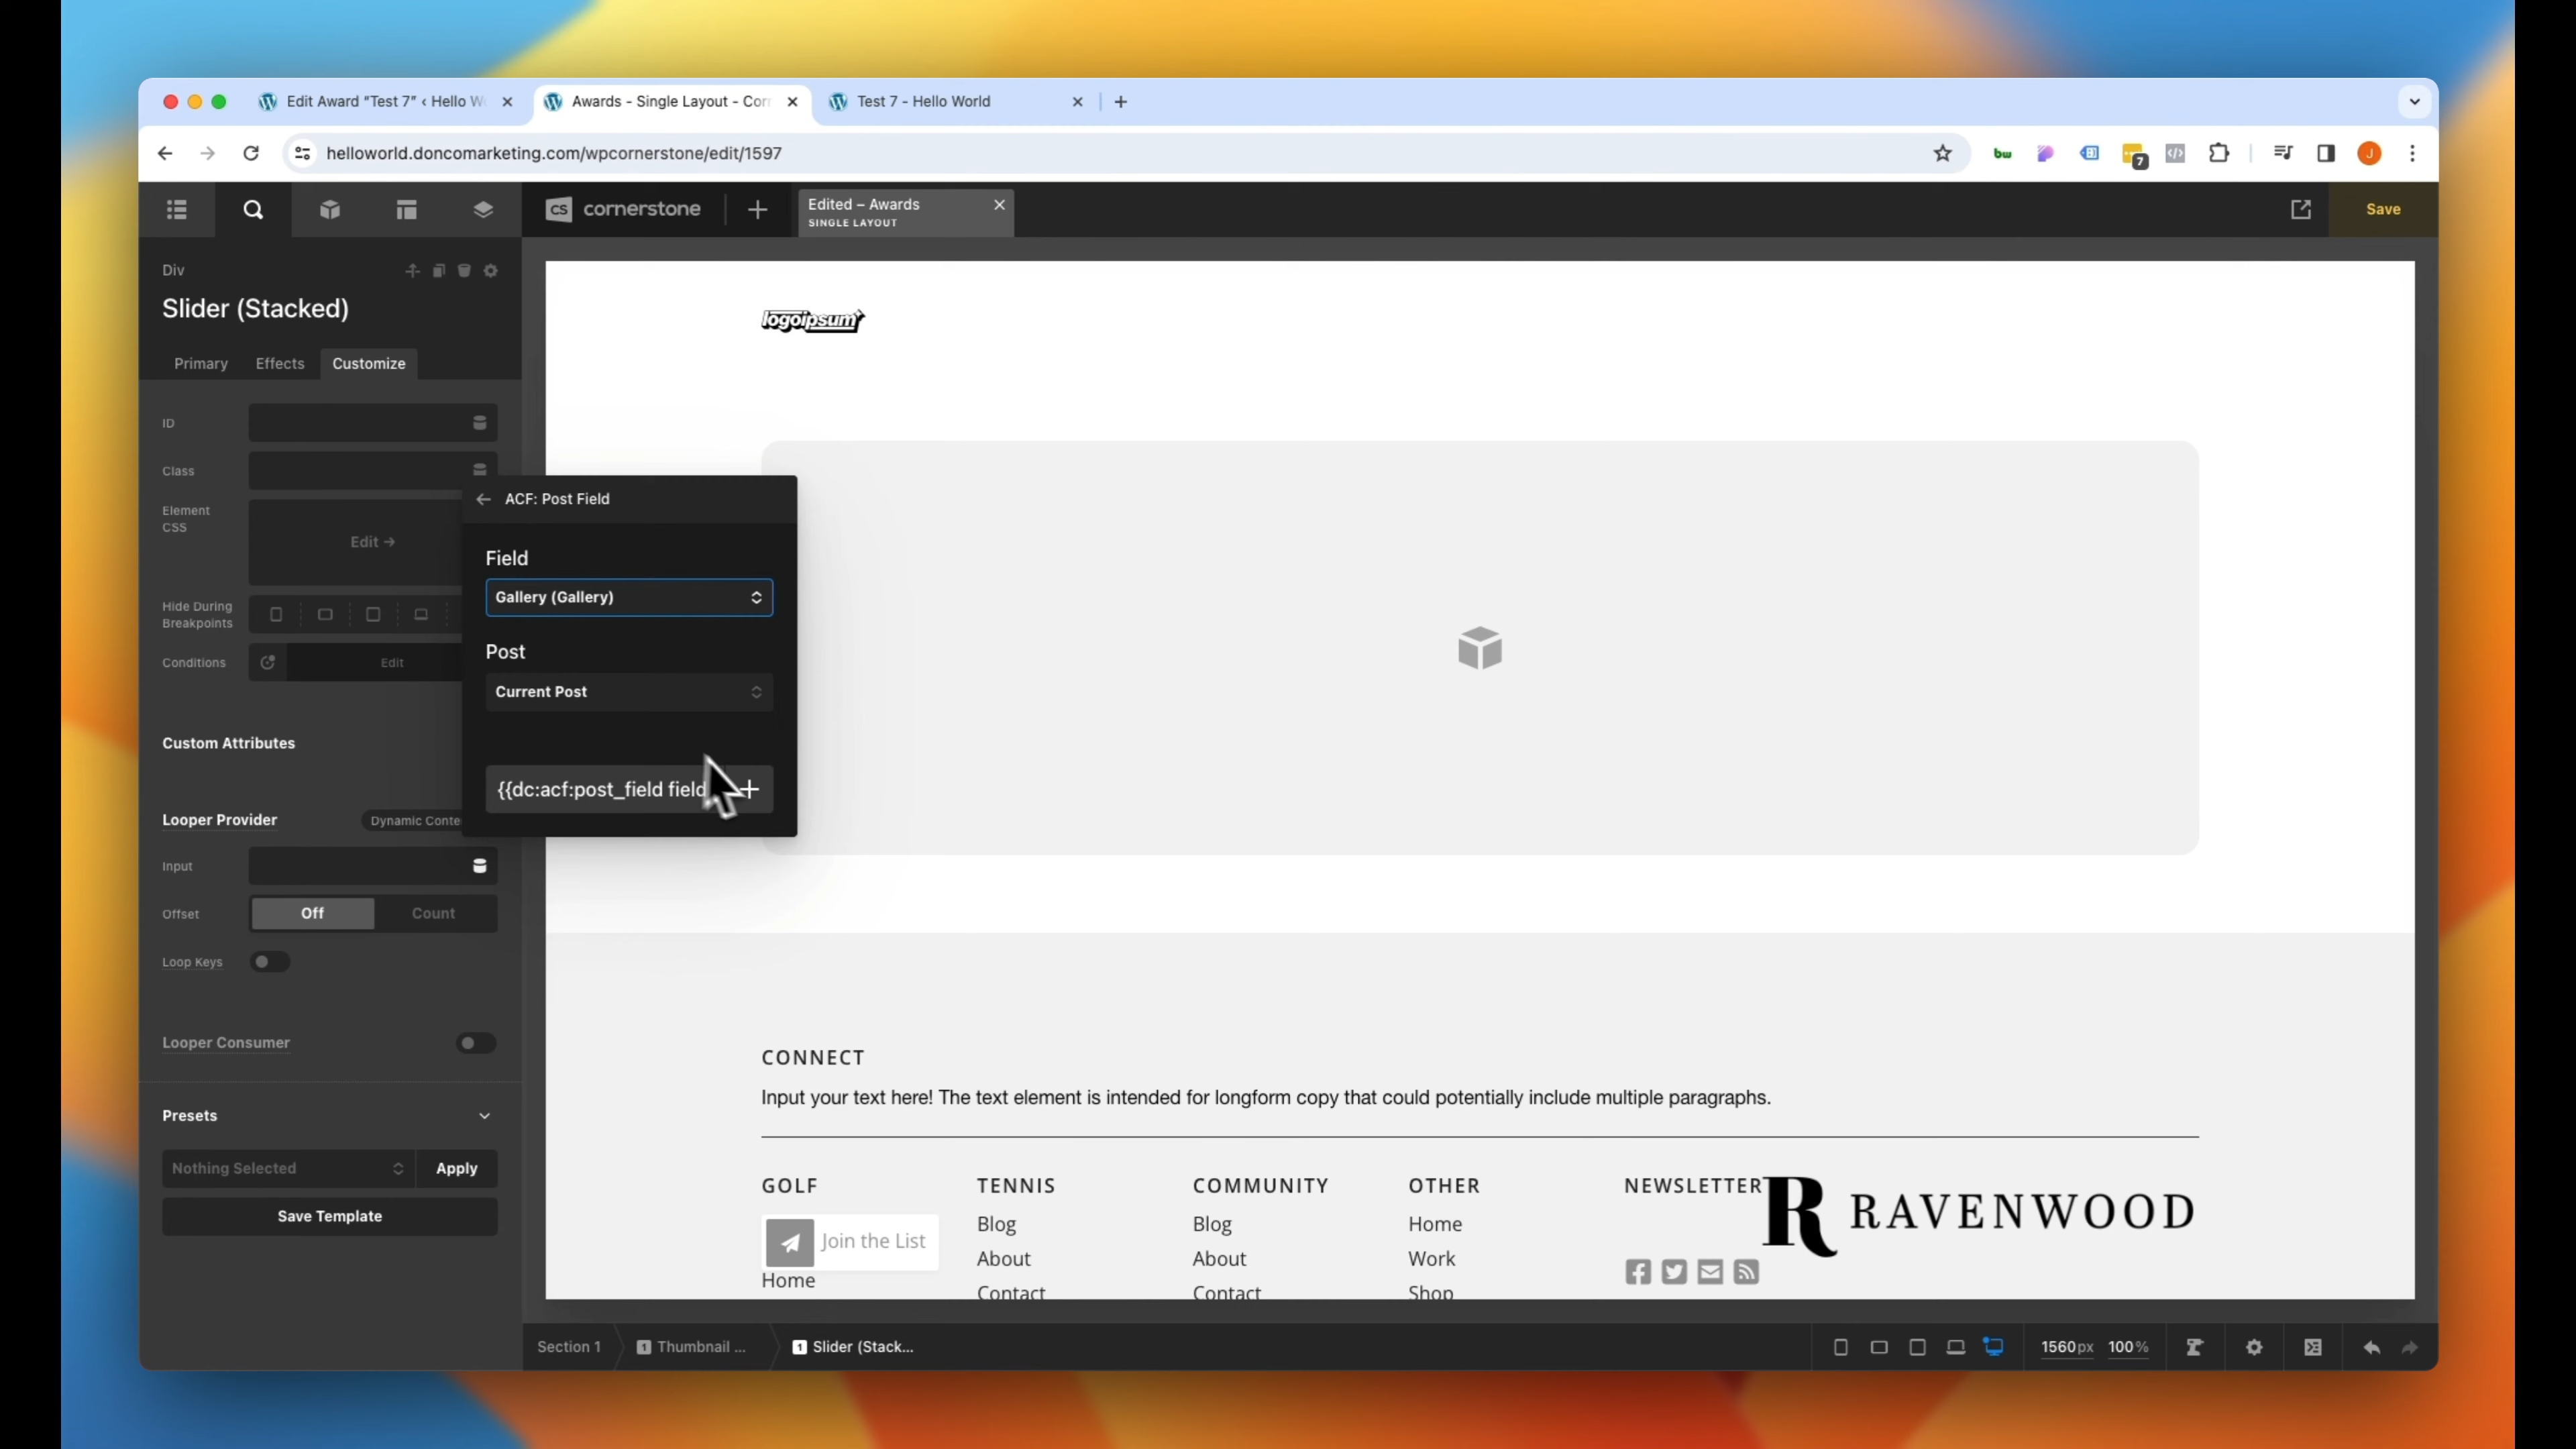 Edit Award "Test 7" ‹ Hello W
Awards - Single Layout - Cor
Test 7 - Hello World
helloworld.doncomarketing.com/wpcornerstone/edit/1597
bw
7
J
cs cornerstone
Edited – Awards
SINGLE LAYOUT
Save
Div
Slider (Stacked)
Primary
Effects
Customize
ID
Class
Element
CSS
Edit →
Hide During
Breakpoints
Conditions
Edit
Custom Attributes
Looper Provider
Dynamic Conte
Input
Offset
Off
Count
Loop Keys
Looper Consumer
Presets
Nothing Selected
Apply
Save Template
ACF: Post Field
Field
Gallery (Gallery)
Post
Current Post
{{dc:acf:post_field field
logoipsum
CONNECT
Input your text here! The text element is intended for longform copy that could potentially include multiple paragraphs.
GOLF
TENNIS
COMMUNITY
OTHER
NEWSLETTER
R RAVENWOOD
Join the List
Home
Blog
About
Contact
Blog
About
Contact
Home
Work
Shop
Section 1
1 Thumbnail ...
1 Slider (Stack...
1560px
100%